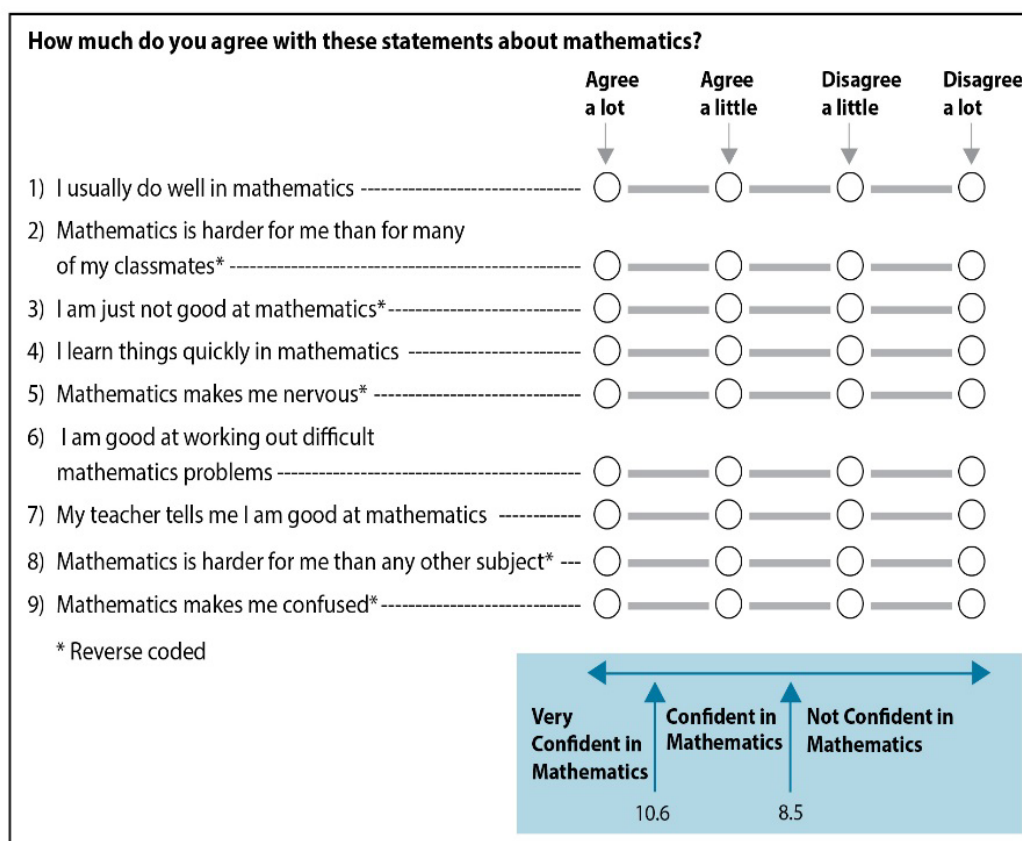 How much do you agree with these statements about mathematics?
Agree a lot
Agree a little
Disagree a little
Disagree a lot
1) I usually do well in mathematics
2) Mathematics is harder for me than for many
of my classmates*
3) I am just not good at mathematics*
4) I learn things quickly in mathematics
5) Mathematics makes me nervous*
6) I am good at working out difficult
mathematics problems
7) My teacher tells me I am good at mathematics
8) Mathematics is harder for me than any other subject*
9) Mathematics makes me confused*
* Reverse coded
Very
Confident in
Mathematics
Confident in
Mathematics
Not Confident in
Mathematics
10.6
8.5